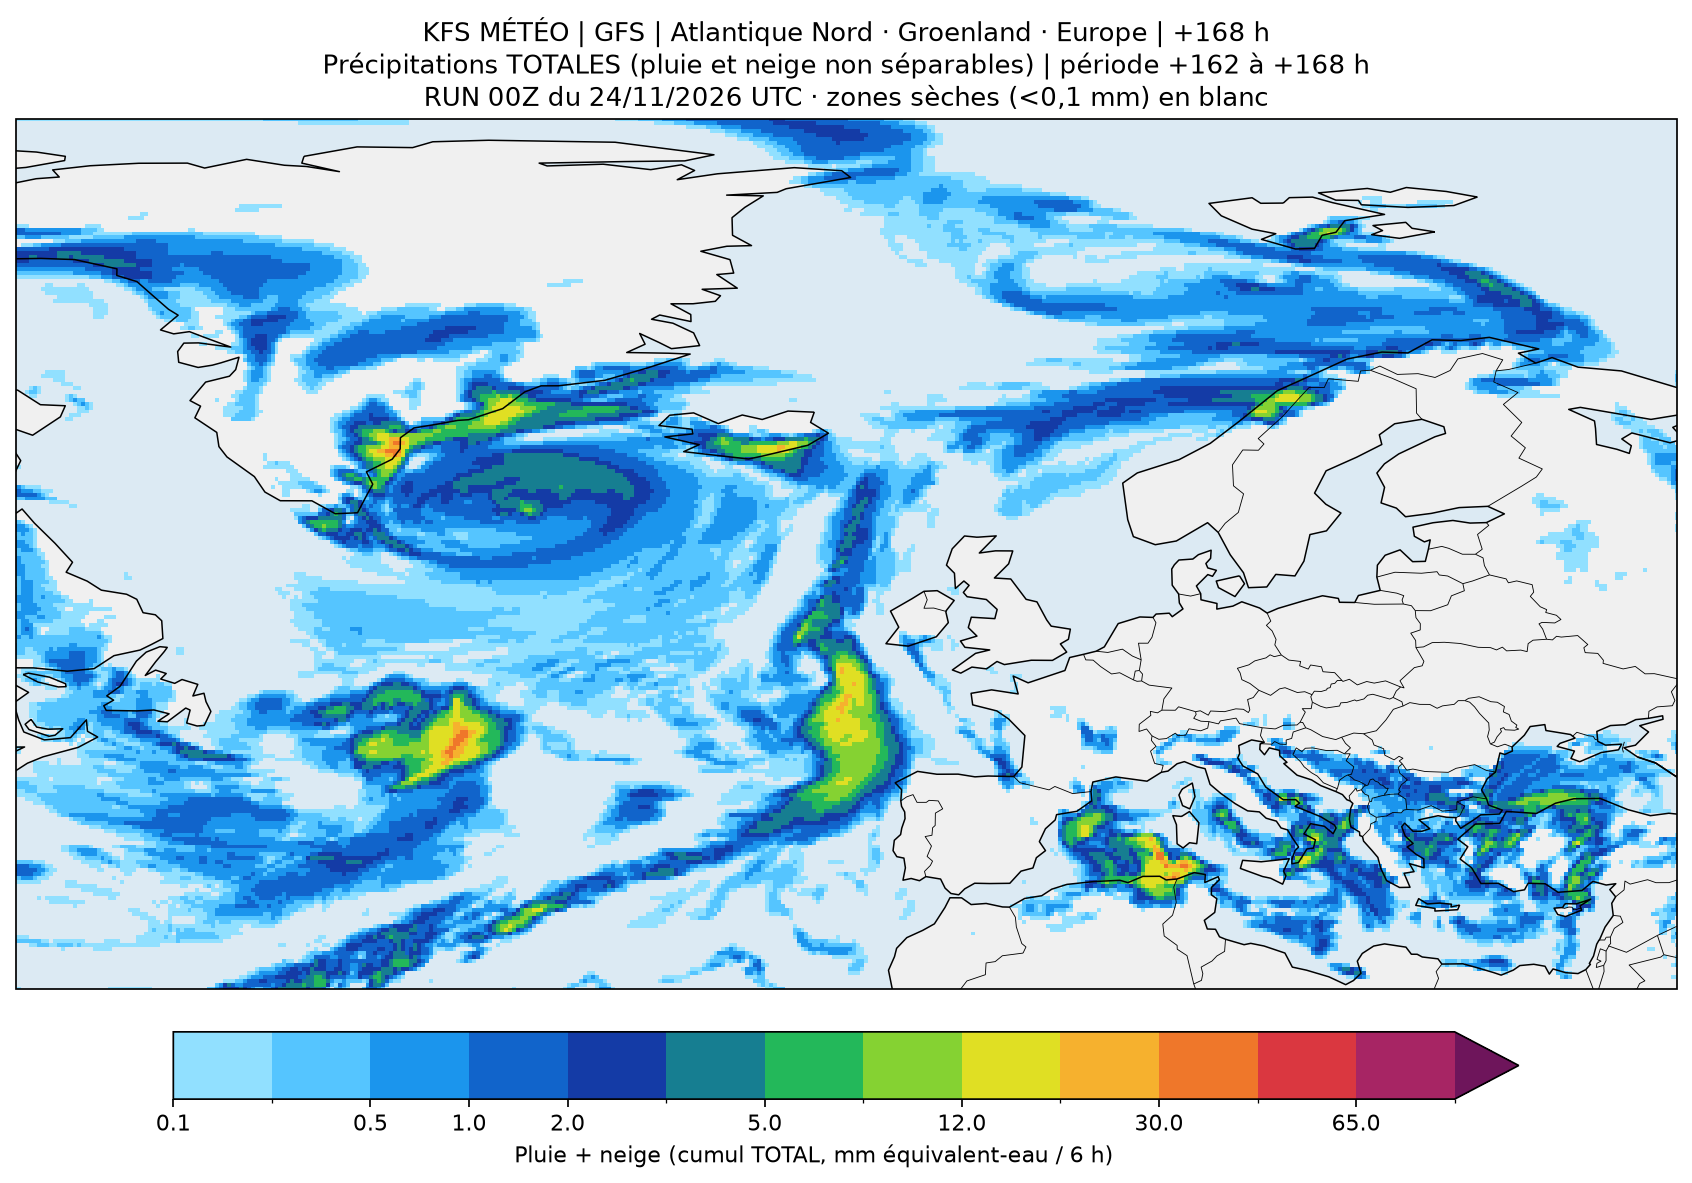 KFS MÉTÉO | GFS | Atlantique Nord · Groenland · Europe | +168 h
Précipitations TOTALES (pluie et neige non séparables) | période +162 à +168 h
RUN 00Z du 24/11/2026 UTC · zones sèches (<0,1 mm) en blanc
0.1 0.5 1.0 2.0 5.0 12.0 30.0 65.0
Pluie + neige (cumul TOTAL, mm équivalent-eau / 6 h)